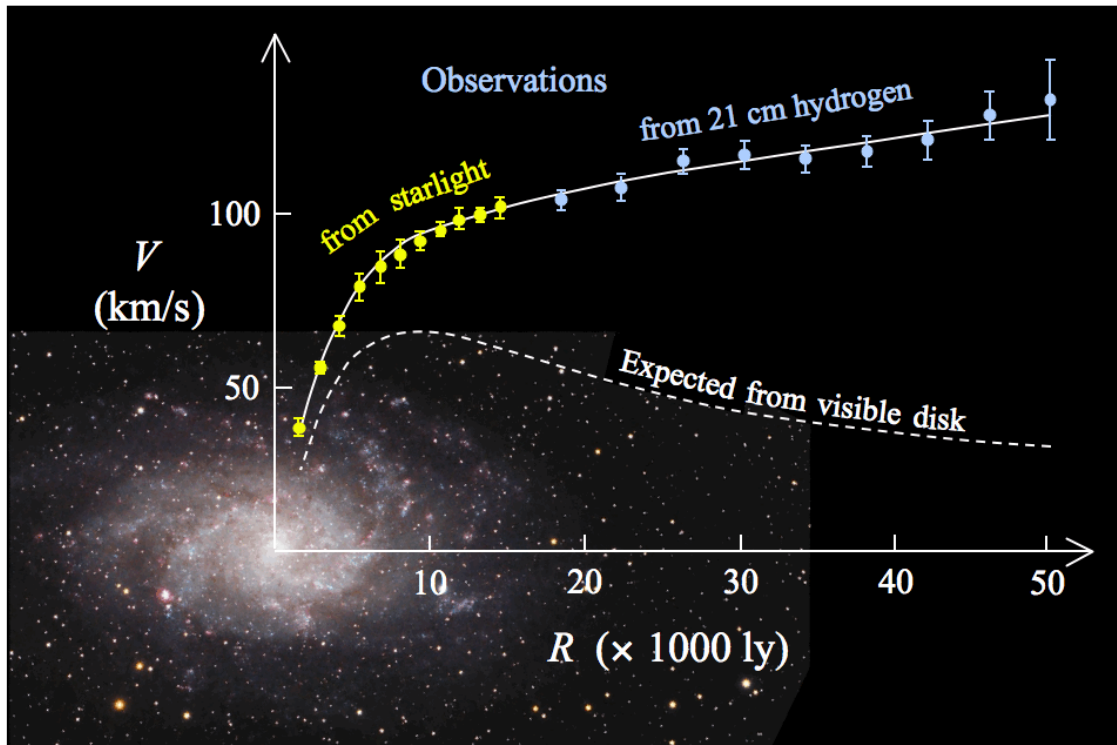 Observations
from 21 cm hydrogen
from starlight
100
V
(km/s)
50
Expected from visible disk
10 20 30 40 50
R (× 1000 ly)